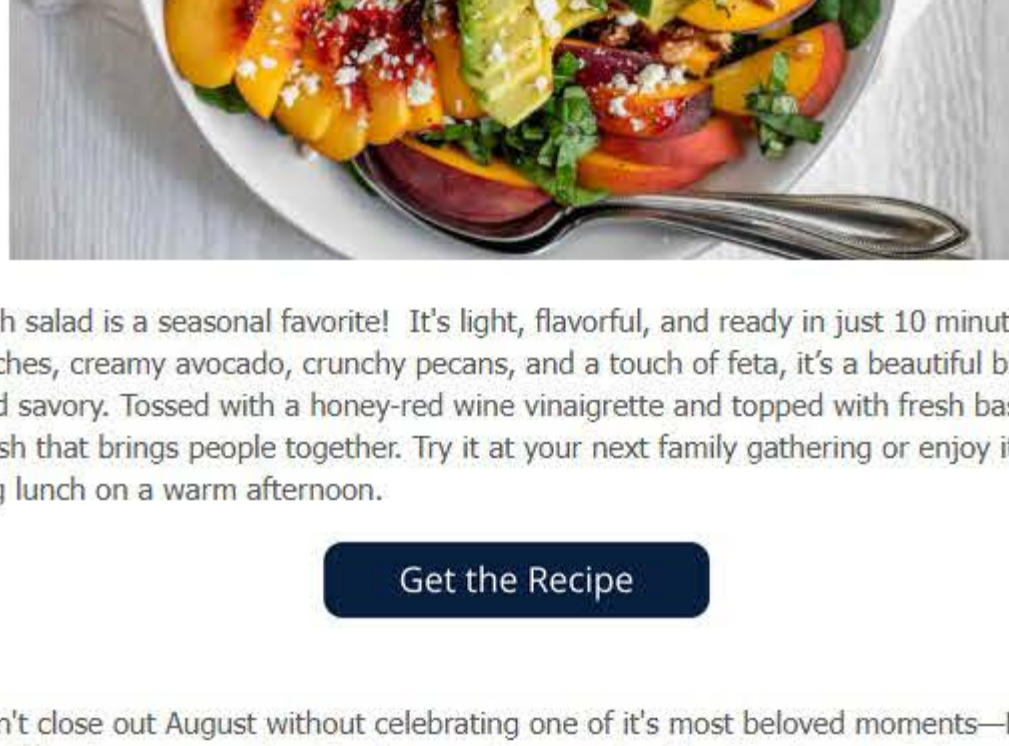 h salad is a seasonal favorite!  It's light, flavorful, and ready in just 10 minut
ches, creamy avocado, crunchy pecans, and a touch of feta, it’s a beautiful b
d savory. Tossed with a honey-red wine vinaigrette and topped with fresh bas
sh that brings people together. Try it at your next family gathering or enjoy it
g lunch on a warm afternoon.
Get the Recipe
n't close out August without celebrating one of it's most beloved moments—